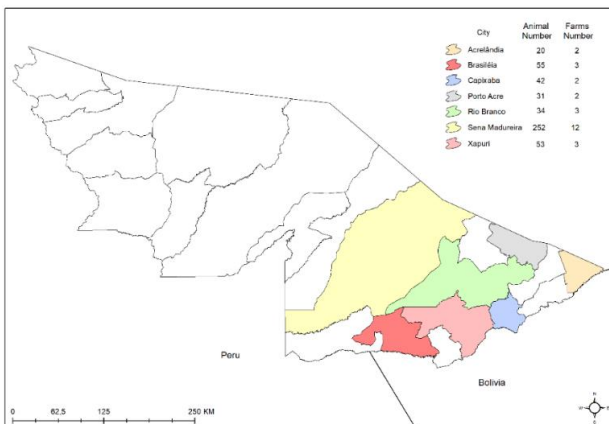 City Animal Number Farms Number
Acrelândia 20 2
Brasiléia 55 3
Capixaba 42 2
Porto Acre 31 2
Rio Branco 34 3
Sena Madureira 252 12
Xapuri 53 3
Peru
Bolivia
0 62.5 125 250 KM